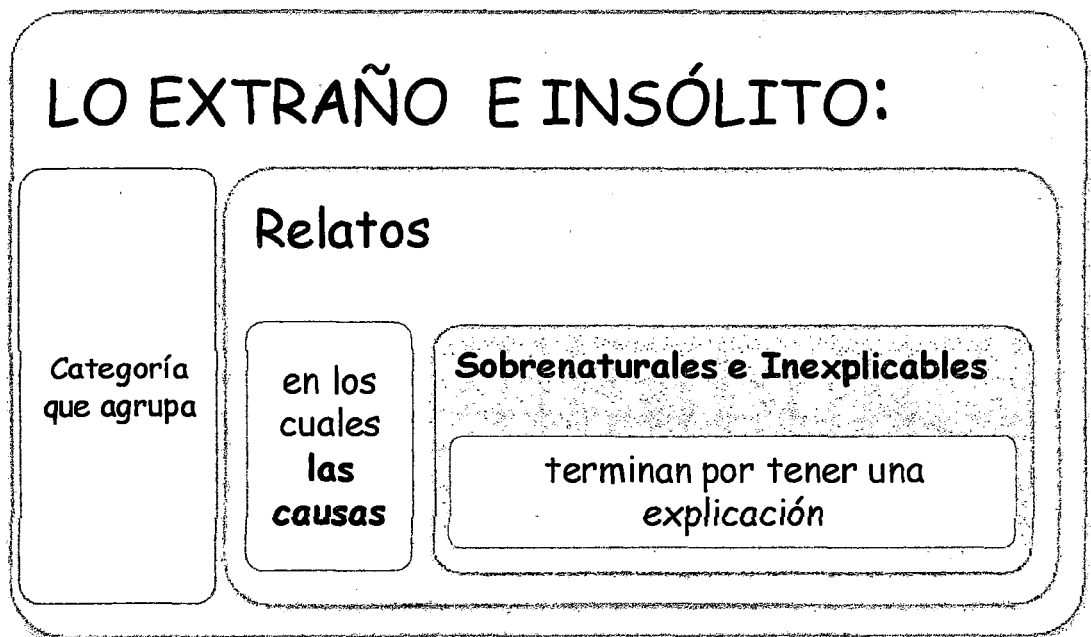 LO EXTRAÑO E INSÓLITO:
Categoría
que agrupa
Relatos
en los
cuales
las
causas
Sobrenaturales e Inexplicables
terminan por tener una
explicación